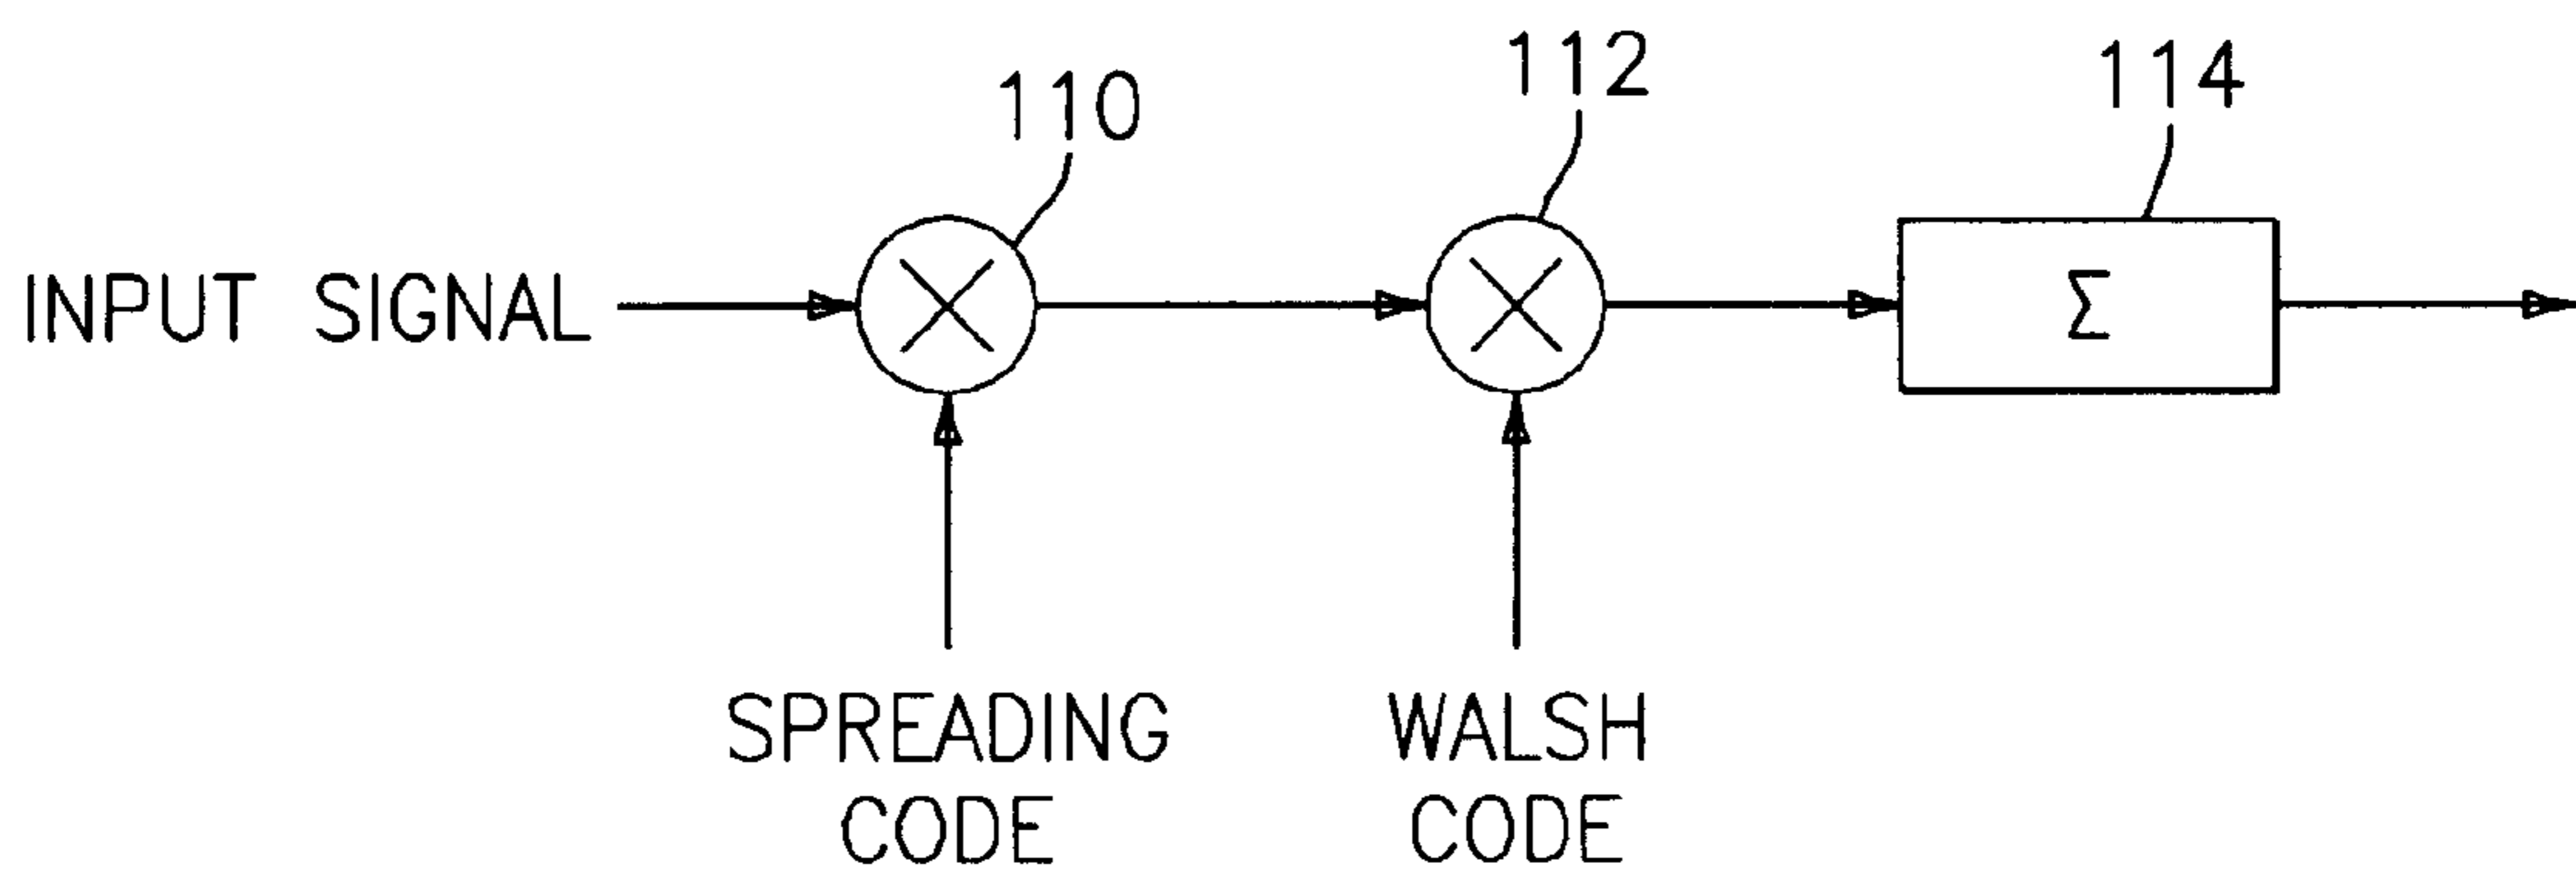 110
112
114
INPUT SIGNAL
Σ
SPREADING
CODE
WALSH
CODE